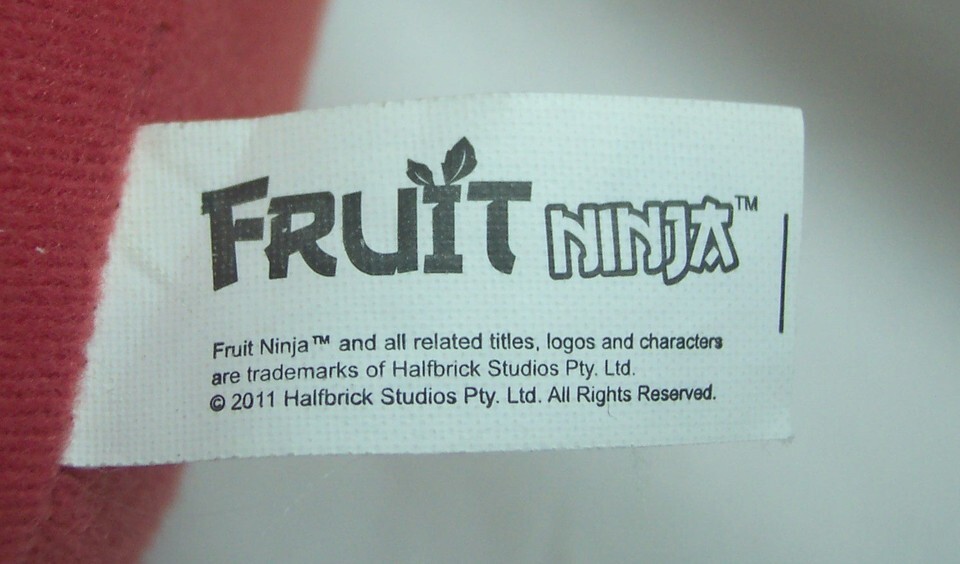 FRUIT NINJA™
Fruit Ninja™ and all related titles, logos and characters
are trademarks of Halfbrick Studios Pty. Ltd.
© 2011 Halfbrick Studios Pty. Ltd. All Rights Reserved.